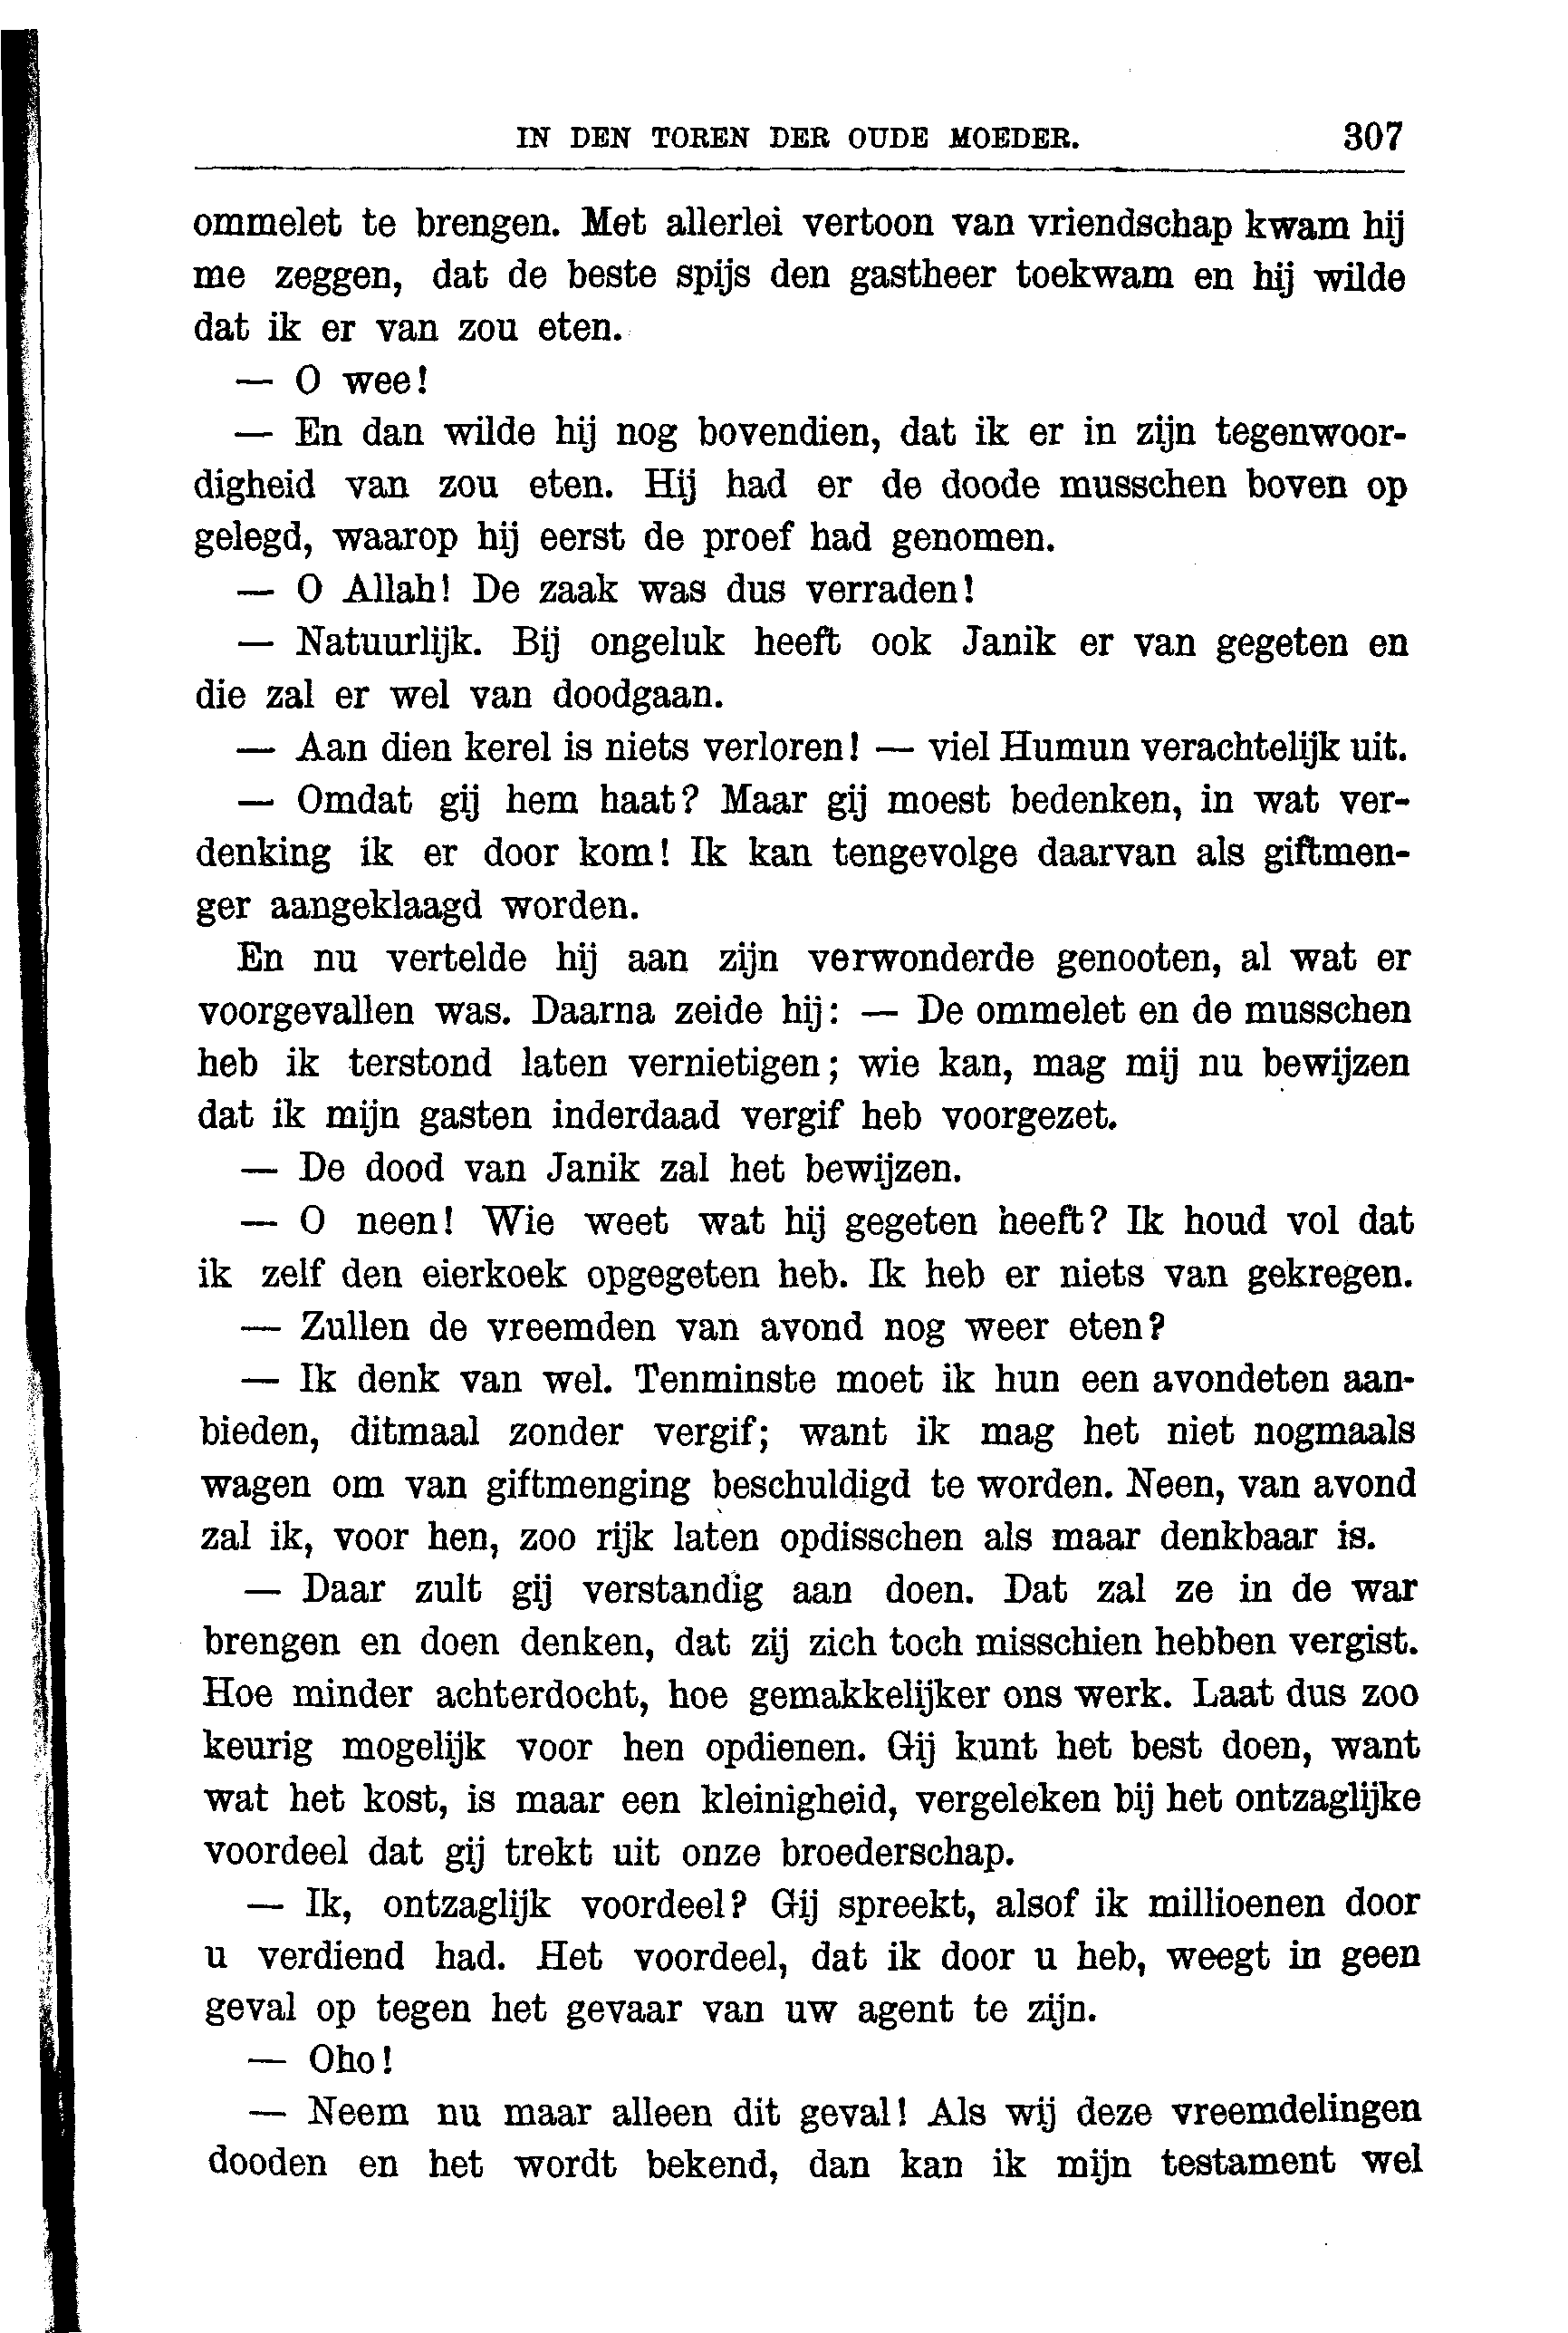 IN DEN TOREN DER OUDE MOEDER. 307
ommelet te brengen. Met allerlei vertoon van vriendschap kwam hij
me zeggen, dat de beste spijs den gastheer toekwam en hij wilde
dat ik er van zou eten.
— O wee!
— En dan wilde hij nog bovendien, dat ik er in zijn tegenwoor-
digheid van zou eten. Hij had er de doode musschen boven op
gelegd, waarop hij eerst de proef had genomen.
— O Allah! De zaak was dus verraden!
— Natuurlijk. Bij ongeluk heeft ook Janik er van gegeten en
die zal er wel van doodgaan.
— Aan dien kerel is niets verloren! — viel Humun verachtelijk uit.
— Omdat gij hem haat? Maar gij moest bedenken, in wat ver-
denking ik er door kom! Ik kan tengevolge daarvan als giftmen-
ger aangeklaagd worden.
En nu vertelde hij aan zijn verwonderde genooten, al wat er
voorgevallen was. Daarna zeide hij: — De ommelet en de musschen
heb ik terstond laten vernietigen; wie kan, mag mij nu bewijzen
dat ik mijn gasten inderdaad vergif heb voorgezet.
— De dood van Janik zal het bewijzen.
— O neen! Wie weet wat hij gegeten heeft? Ik houd vol dat
ik zelf den eierkoek opgegeten heb. Ik heb er niets van gekregen.
— Zullen de vreemden van avond nog weer eten?
— Ik denk van wel. Tenminste moet ik hun een avondeten aan-
bieden, ditmaal zonder vergif; want ik mag het niet nogmaals
wagen om van giftmenging beschuldigd te worden. Neen, van avond
zal ik, voor hen, zoo rijk laten opdisschen als maar denkbaar is.
— Daar zult gij verstandig aan doen. Dat zal ze in de war
brengen en doen denken, dat zij zich toch misschien hebben vergist.
Hoe minder achterdocht, hoe gemakkelijker ons werk. Laat dus zoo
keurig mogelijk voor hen opdienen. Gij kunt het best doen, want
wat het kost, is maar een kleinigheid, vergeleken bij het ontzaglijke
voordeel dat gij trekt uit onze broederschap.
— Ik, ontzaglijk voordeel? Gij spreekt, alsof ik millioenen door
u verdiend had. Het voordeel, dat ik door u heb, weegt in geen
geval op tegen het gevaar van uw agent te zijn.
— Oho!
— Neem nu maar alleen dit geval! Als wij deze vreemdelingen
dooden en het wordt bekend, dan kan ik mijn testament wel